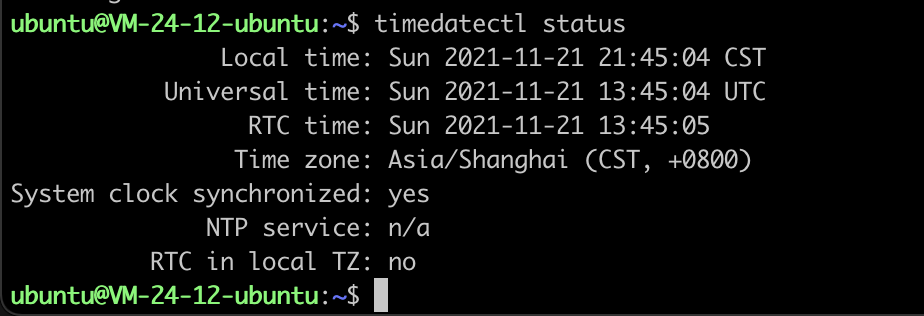 ubuntu@VM-24-12-ubuntu:~$ timedatectl status
Local time: Sun 2021-11-21 21:45:04 CST
Universal time: Sun 2021-11-21 13:45:04 UTC
RTC time: Sun 2021-11-21 13:45:05
Time zone: Asia/Shanghai (CST, +0800)
System clock synchronized: yes
NTP service: n/a
RTC in local TZ: no
ubuntu@VM-24-12-ubuntu:~$